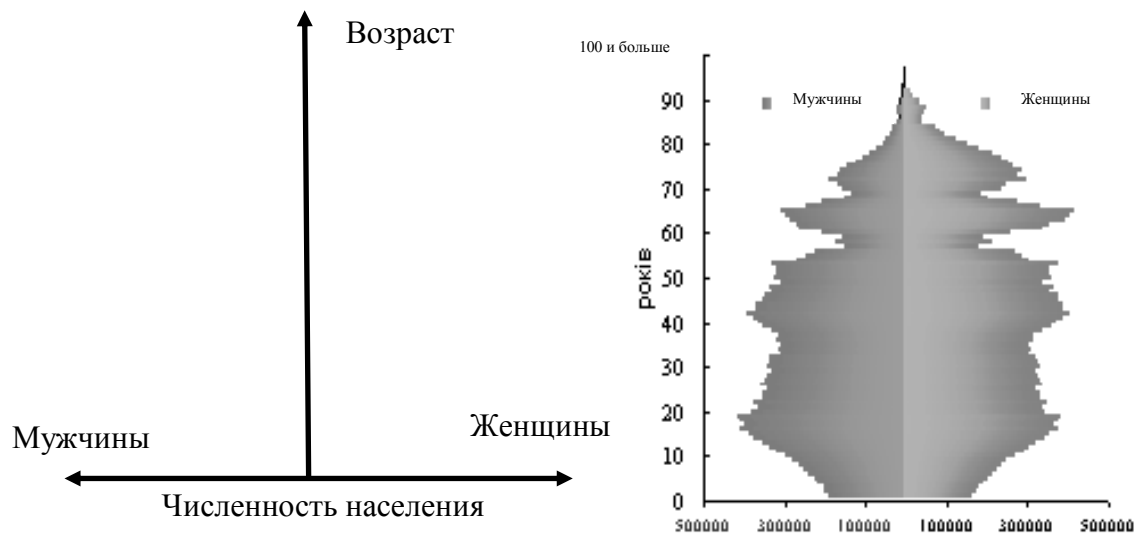 Возраст
Мужчины
Женщины
Численность населения
100 и больше
Мужчины
Женщины
90
80
70
60
50
40
30
20
10
0
років
500000 300000 100000 100000 300000 500000